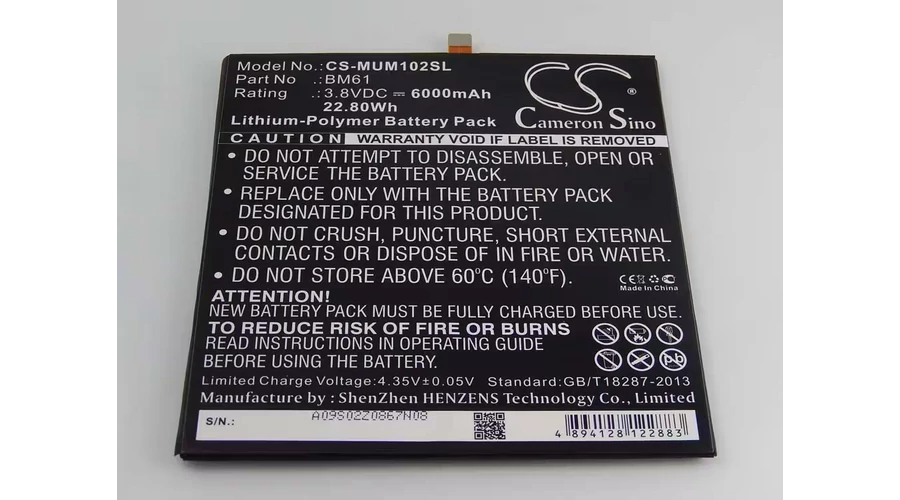 Model No.: CS-MUM102SL
Part No :BM61
Rating :3.8VDC ⎓ 6000mAh
22.80Wh
Lithium-Polymer Battery Pack
CS
Cameron Sino
®
CAUTION WARRANTY VOID IF LABEL IS REMOVED
• DO NOT ATTEMPT TO DISASSEMBLE, OPEN OR
SERVICE THE BATTERY PACK.
• REPLACE ONLY WITH THE BATTERY PACK
DESIGNATED FOR THIS PRODUCT.
• DO NOT CRUSH, PUNCTURE, SHORT EXTERNAL
CONTACTS OR DISPOSE OF IN FIRE OR WATER.
• DO NOT STORE ABOVE 60°C (140°F).
CE
Made In China
ATTENTION!
NEW BATTERY PACK MUST BE FULLY CHARGED BEFORE USE.
TO REDUCE RISK OF FIRE OR BURNS
READ INSTRUCTIONS IN OPERATING GUIDE
BEFORE USING THE BATTERY.
pb
Limited Charge Voltage:4.35V±0.05V Standard:GB/T18287-2013
Manufacturer: ShenZhen HENZENS Technology Co., Limited
S/N: A09S02Z0867N08
4 894128 122883